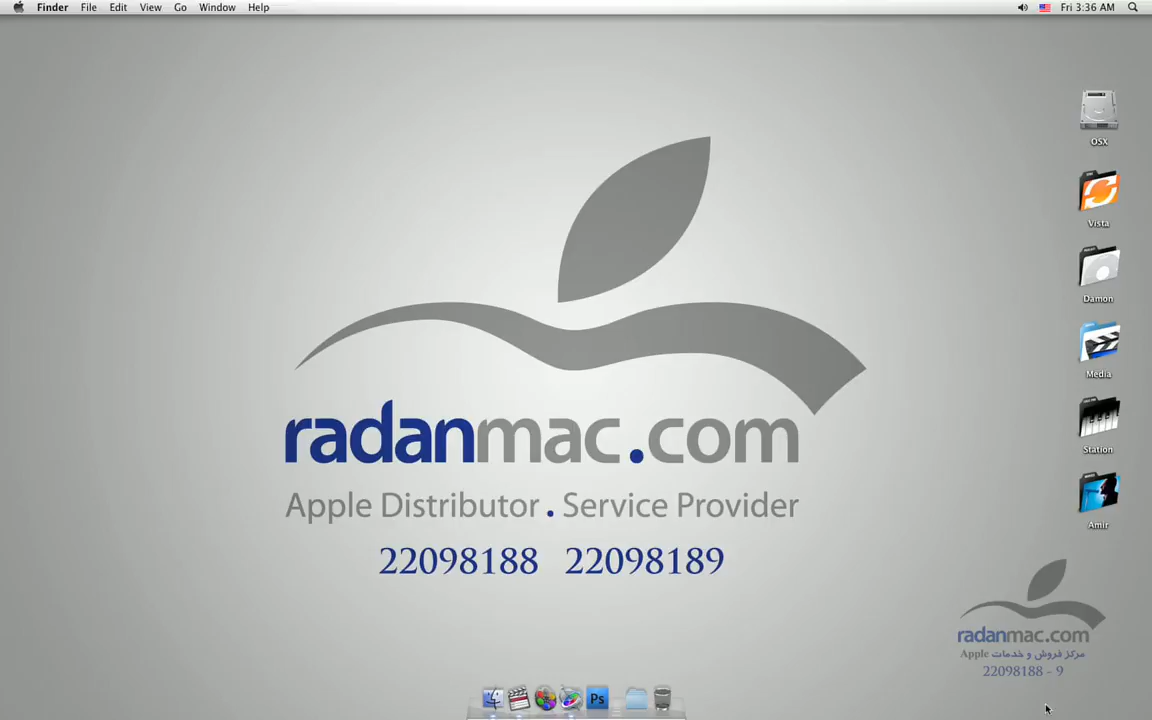 Finder File Edit View Go Window Help Fri 3:36 AM
OSX
Vista
Damon
Media
Station
Amir
radanmac.com
Apple Distributor . Service Provider
22098188 22098189
radanmac.com
مرکز فروش و خدمات Apple
22098188 - 9
Ps